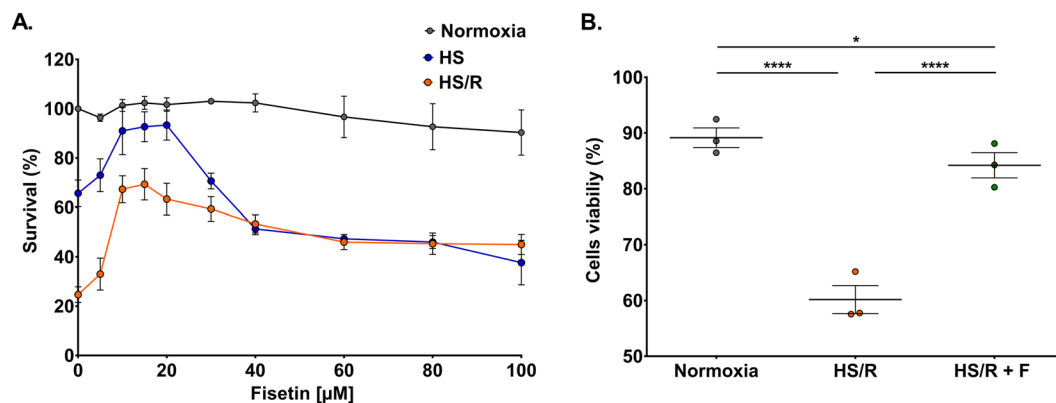 A.
Normoxia
HS
HS/R
120
100
80
60
40
20
0
Survival (%)
0 20 40 60 80 100
Fisetin [µM]
B.
*
**** ****
100
90
80
70
60
50
Cells viabiliy (%)
Normoxia HS/R HS/R + F